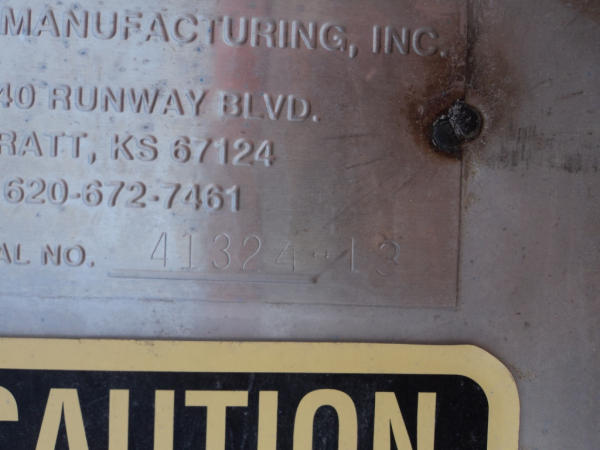 MANUFACTURING, INC.
40 RUNWAY BLVD.
RATT, KS 67124
620-672-7461
AL NO. 41324-13
CAUTION